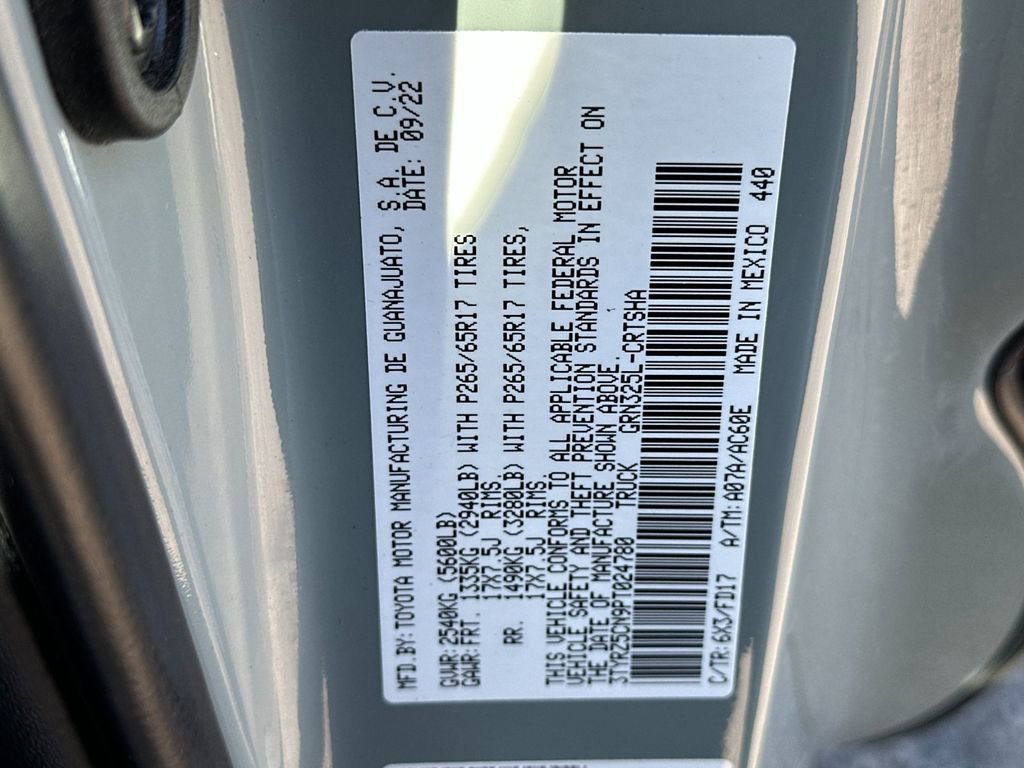 MFD.BY:TOYOTA MOTOR MANUFACTURING DE GUANAJUATO, S.A. DE C.V.
DATE: 09/22
GVWR:2540KG (5600LB)
GAWR:FRT. 1335KG (2940LB) WITH P265/65R17 TIRES
17X7.5J RIMS.
RR. 1490KG (3280LB) WITH P265/65R17 TIRES,
17X7.5J RIMS.
THIS VEHICLE CONFORMS TO ALL APPLICABLE FEDERAL MOTOR
VEHICLE SAFETY AND THEFT PREVENTION STANDARDS IN EFFECT ON
THE DATE OF MANUFACTURE SHOWN ABOVE.
3TYRZ5CN9PT024780 TRUCK GRN325L-CRTSHA
C/TR:6X3/FD17 A/TM:A07A/AC60E MADE IN MEXICO 440